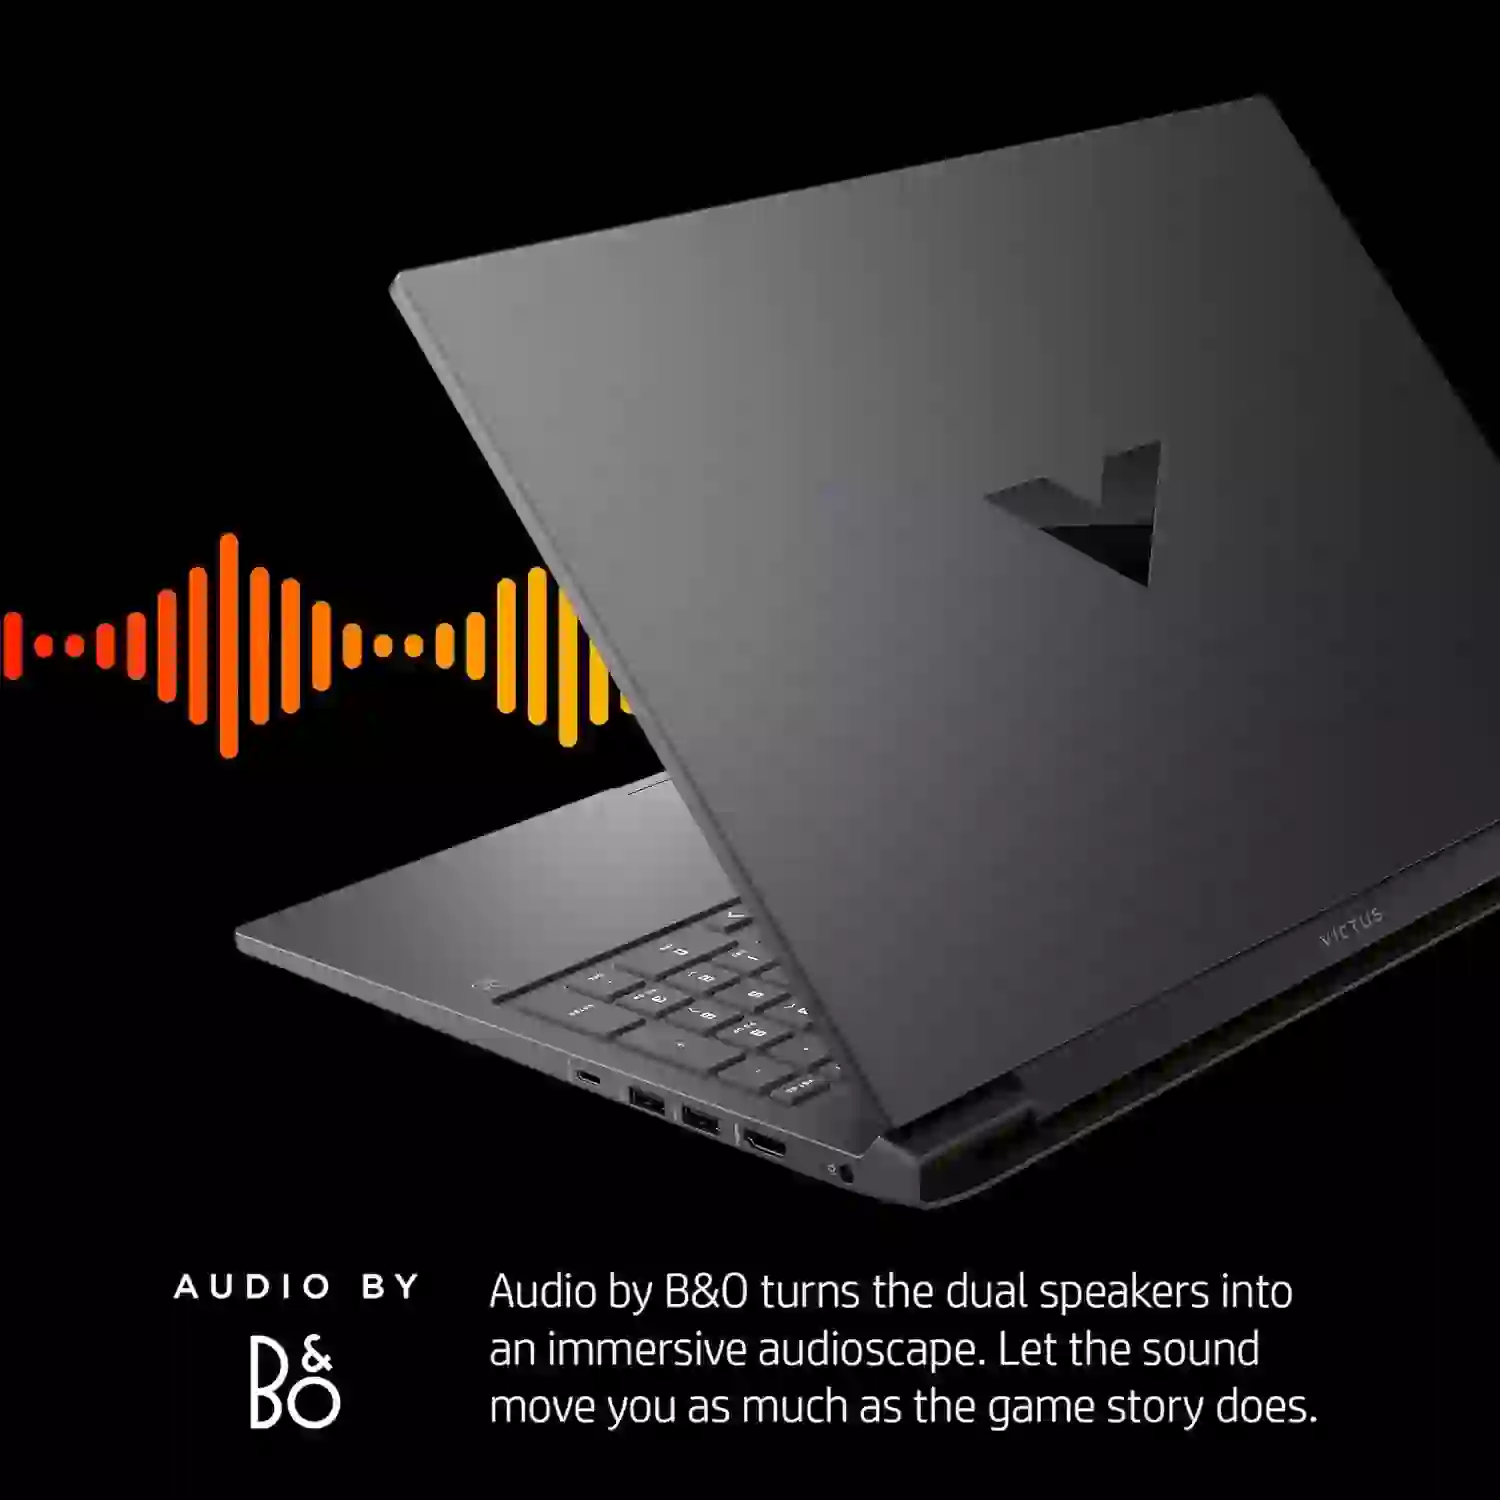 VICTUS
AUDIO BY
B&O
Audio by B&O turns the dual speakers into
an immersive audioscape. Let the sound
move you as much as the game story does.